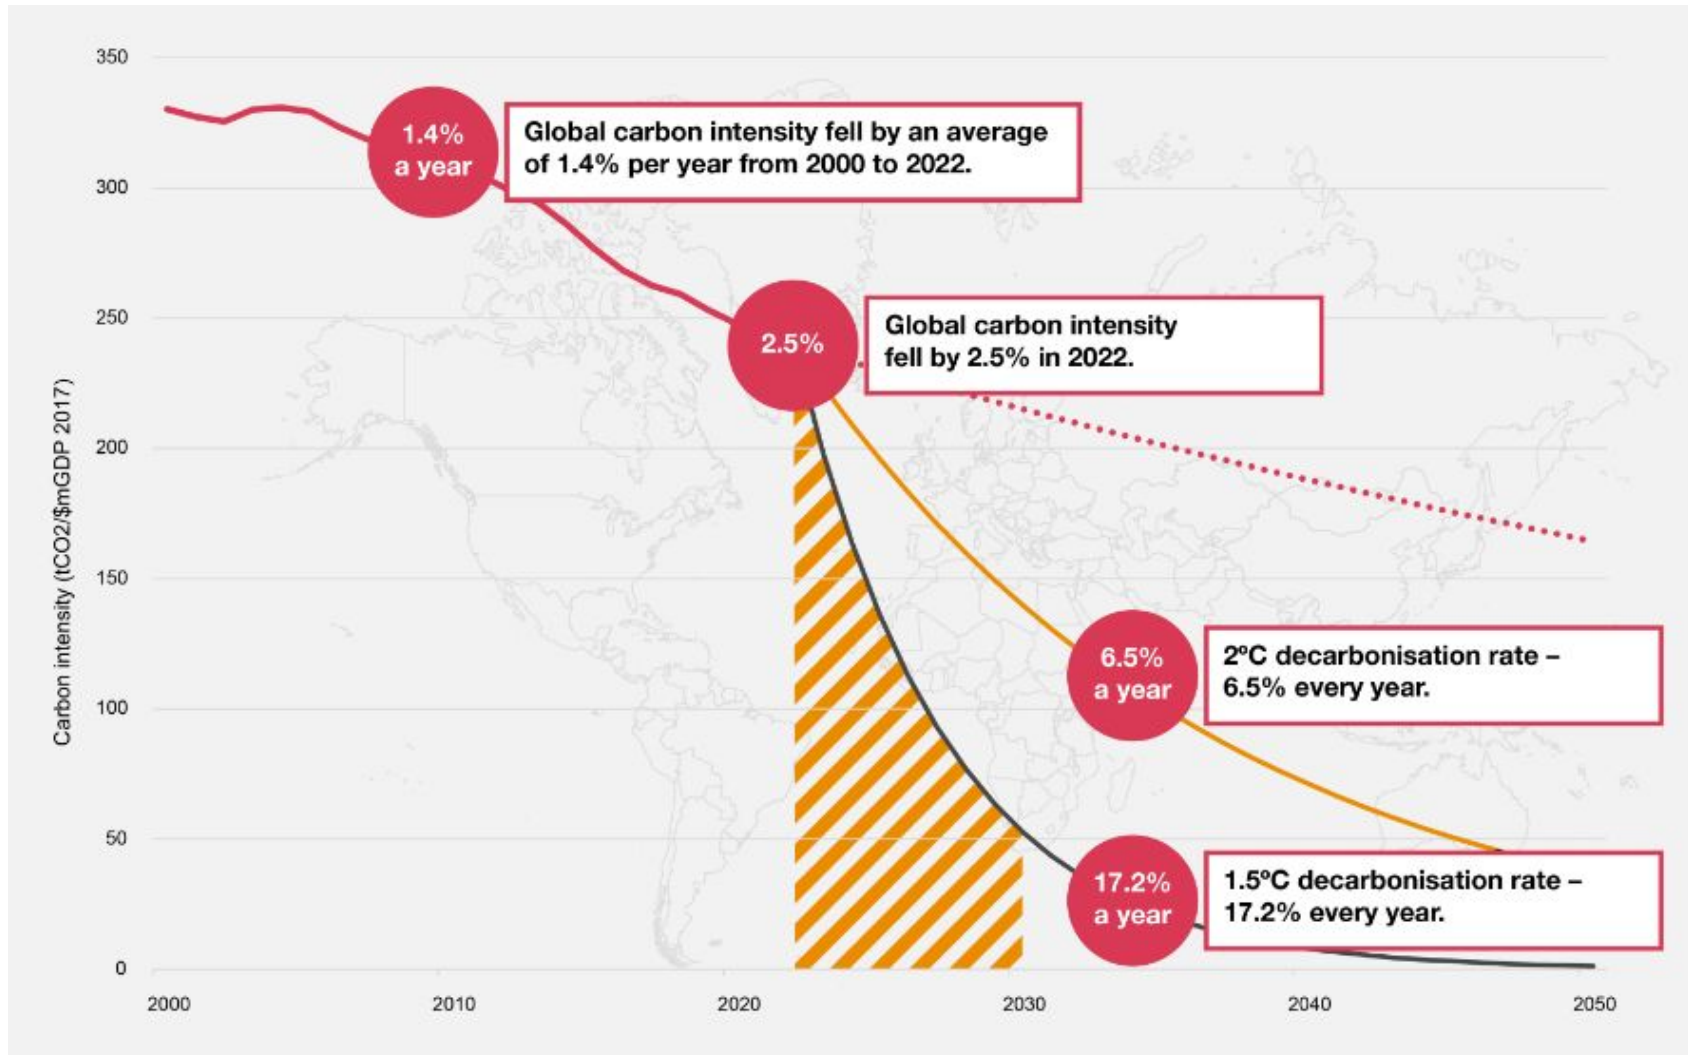 350
300
250
200
150
100
50
0
Carbon intensity (tCO2/$mGDP 2017)
1.4%
a year
Global carbon intensity fell by an average
of 1.4% per year from 2000 to 2022.
2.5%
Global carbon intensity
fell by 2.5% in 2022.
6.5%
a year
2ºC decarbonisation rate –
6.5% every year.
17.2%
a year
1.5ºC decarbonisation rate –
17.2% every year.
2000
2010
2020
2030
2040
2050